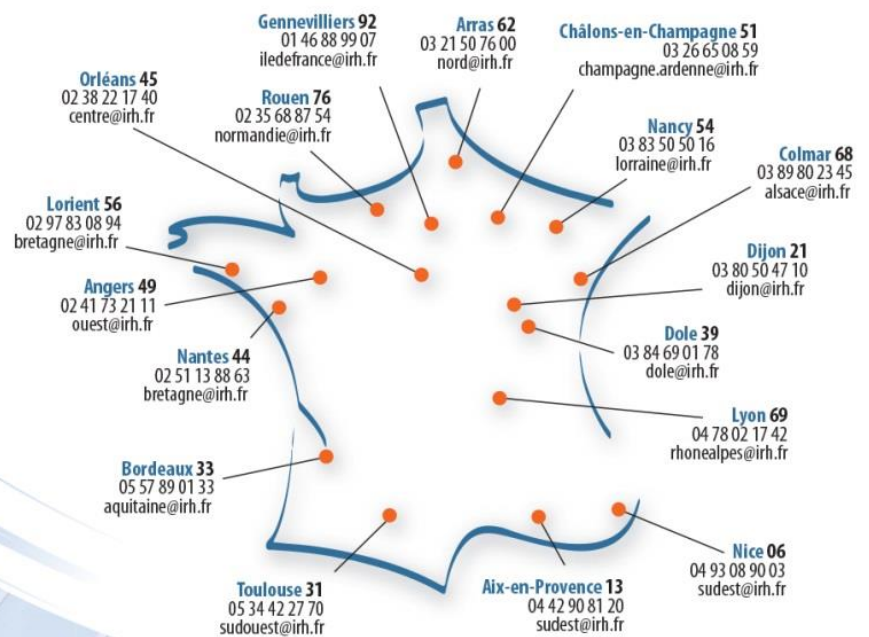 Gennevilliers 92
01 46 88 99 07
iledefrance@irh.fr
Arras 62
03 21 50 76 00
nord@irh.fr
Châlons-en-Champagne 51
03 26 65 08 59
champagne.ardenne@irh.fr
Orléans 45
02 38 22 17 40
centre@irh.fr
Rouen 76
02 35 68 87 54
normandie@irh.fr
Nancy 54
03 83 50 50 16
lorraine@irh.fr
Colmar 68
03 89 80 23 45
alsace@irh.fr
Lorient 56
02 97 83 08 94
bretagne@irh.fr
Dijon 21
03 80 50 47 10
dijon@irh.fr
Angers 49
02 41 73 21 11
ouest@irh.fr
Dole 39
03 84 69 01 78
dole@irh.fr
Nantes 44
02 51 13 88 63
bretagne@irh.fr
Lyon 69
04 78 02 17 42
rhonealpes@irh.fr
Bordeaux 33
05 57 89 01 33
aquitaine@irh.fr
Nice 06
04 93 08 90 03
sudest@irh.fr
Toulouse 31
05 34 42 27 70
sudouest@irh.fr
Aix-en-Provence 13
04 42 90 81 20
sudest@irh.fr